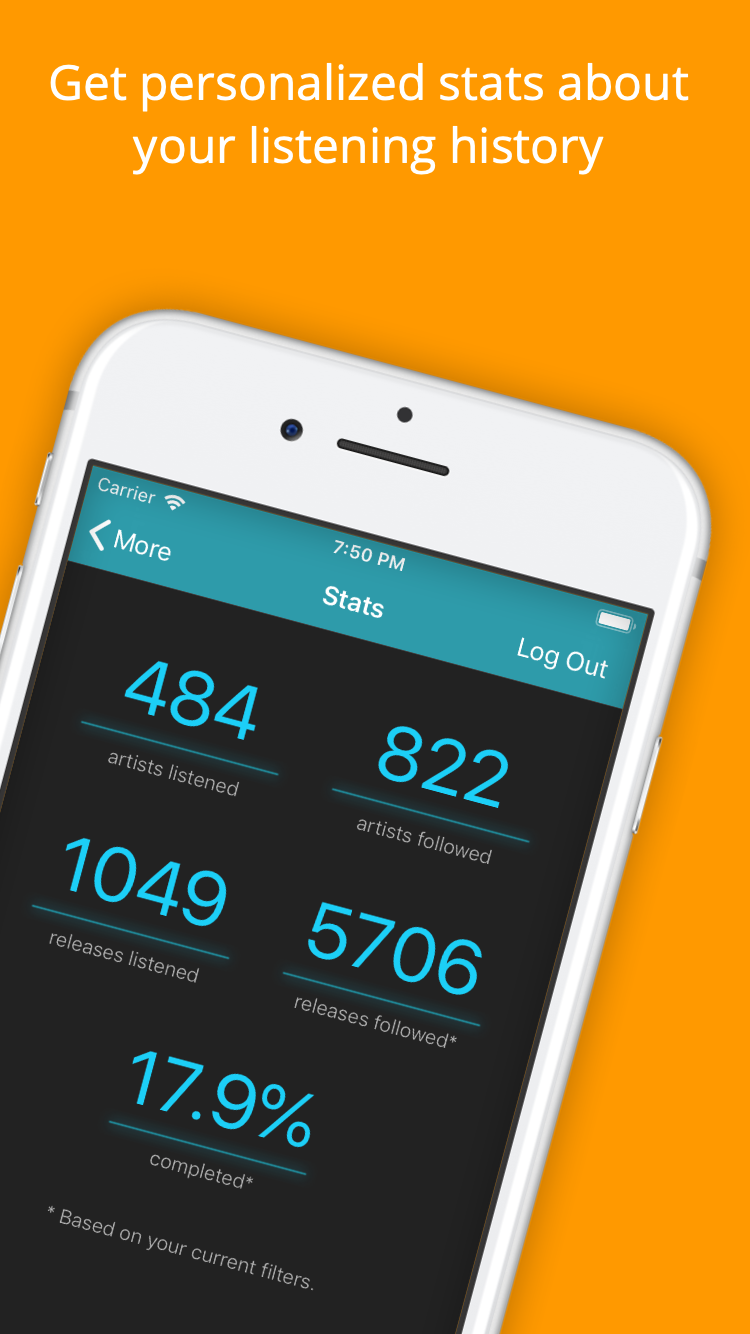 Get personalized stats about
your listening history
Carrier
7:50 PM
More
Stats
Log Out
484
artists listened
822
artists followed
1049
releases listened
5706
releases followed*
17.9%
completed*
* Based on your current filters.